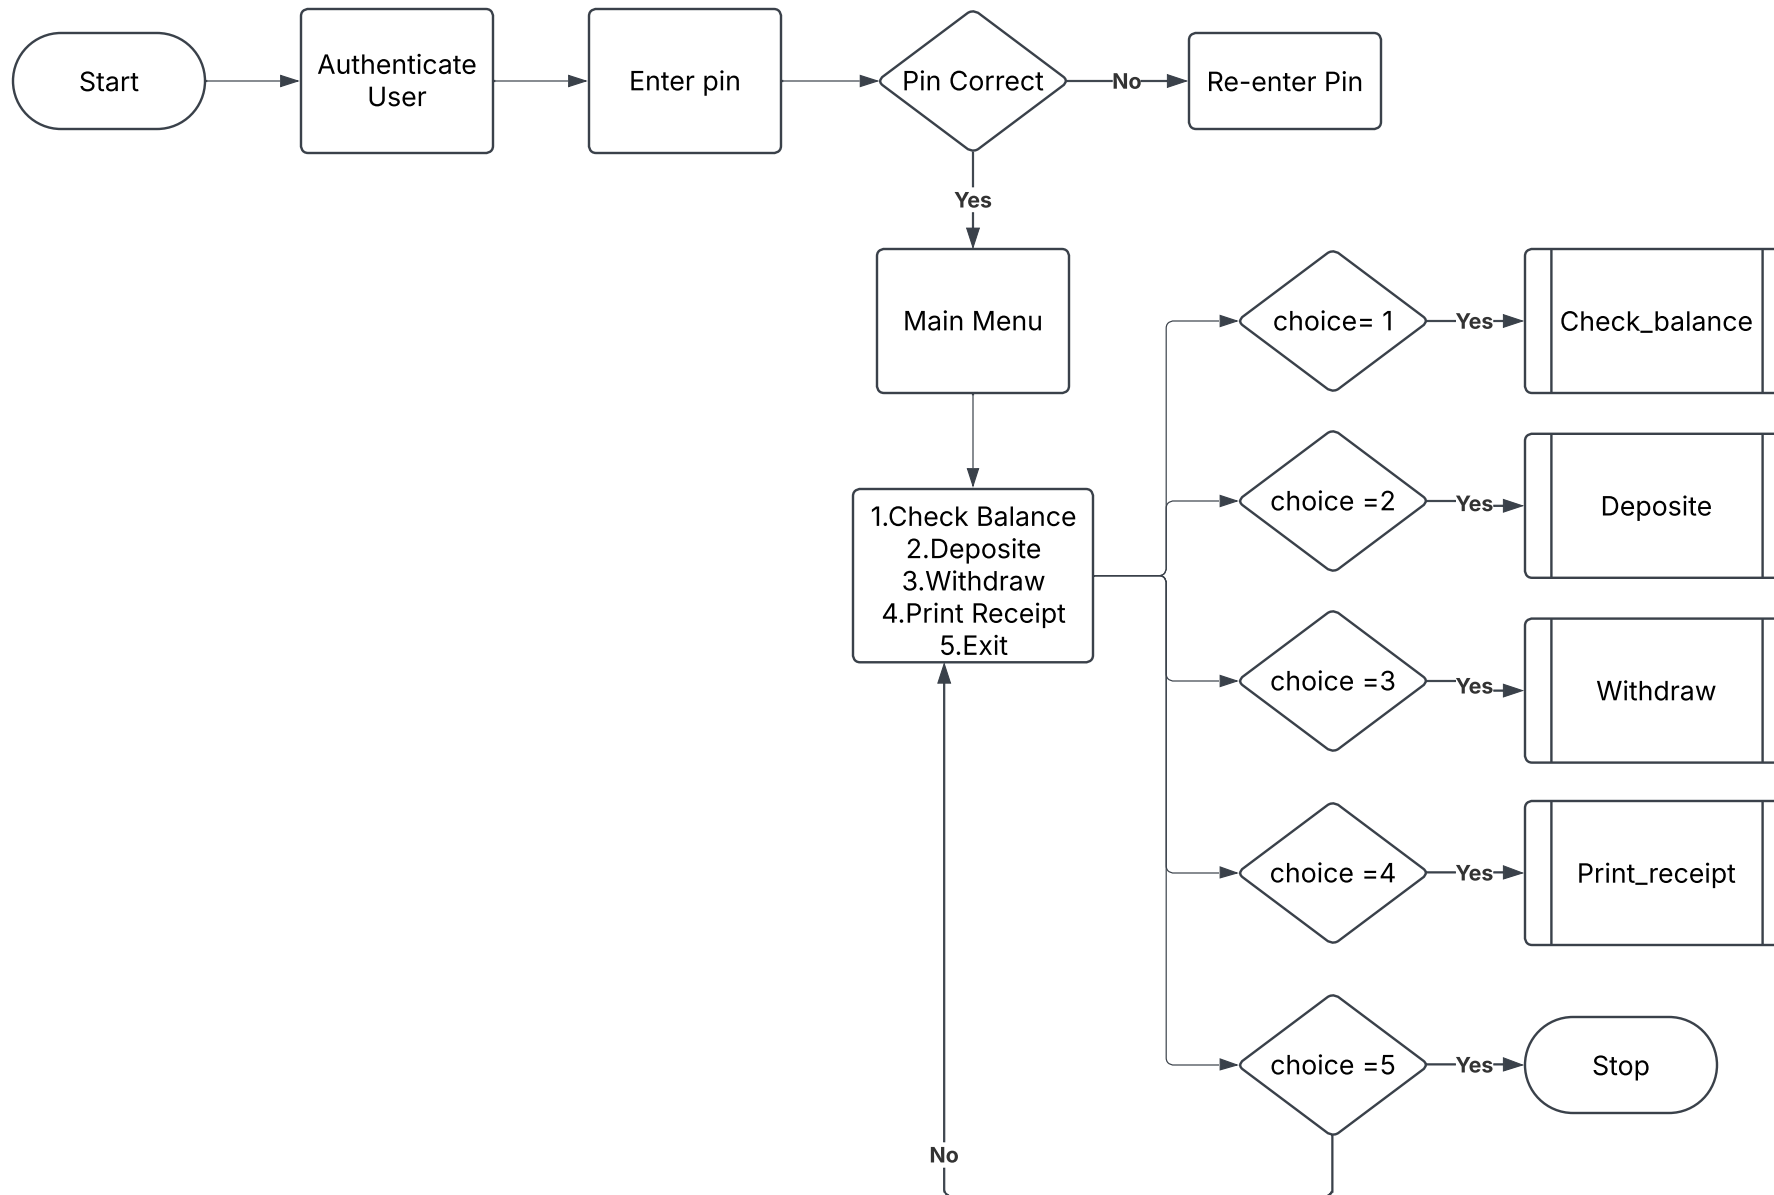 Start
Authenticate
User
Enter pin
Pin Correct
No
Re-enter Pin
Yes
Main Menu
choice= 1
Yes
Check_balance
1.Check Balance
2.Deposite
3.Withdraw
4.Print Receipt
5.Exit
choice =2
Yes
Deposite
choice =3
Yes
Withdraw
choice =4
Yes
Print_receipt
choice =5
Yes
Stop
No